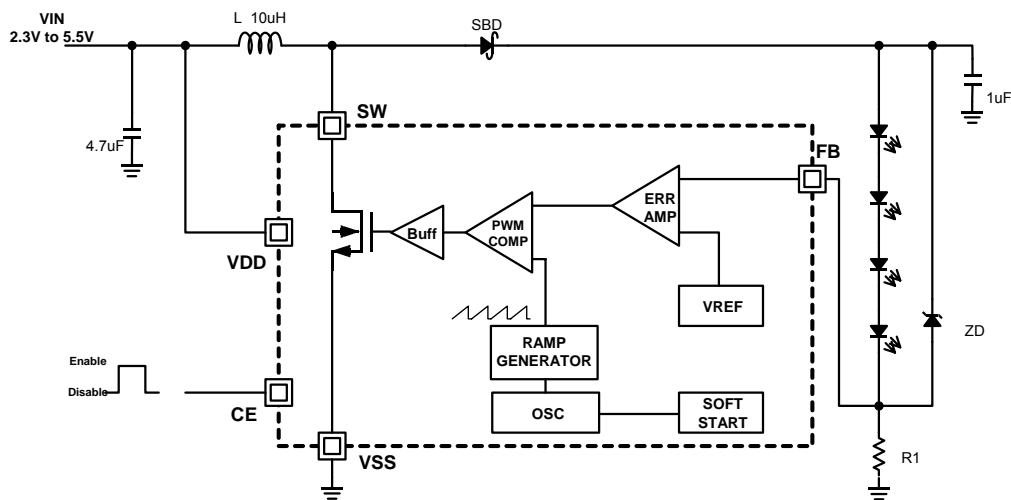 VIN
2.3V to 5.5V
L 10uH
SBD
1uF
4.7uF
SW
FB
ERR
AMP
PWM
COMP
Buff
VDD
VREF
ZD
RAMP
GENERATOR
Enable
Disable
CE
OSC
SOFT
START
R1
VSS